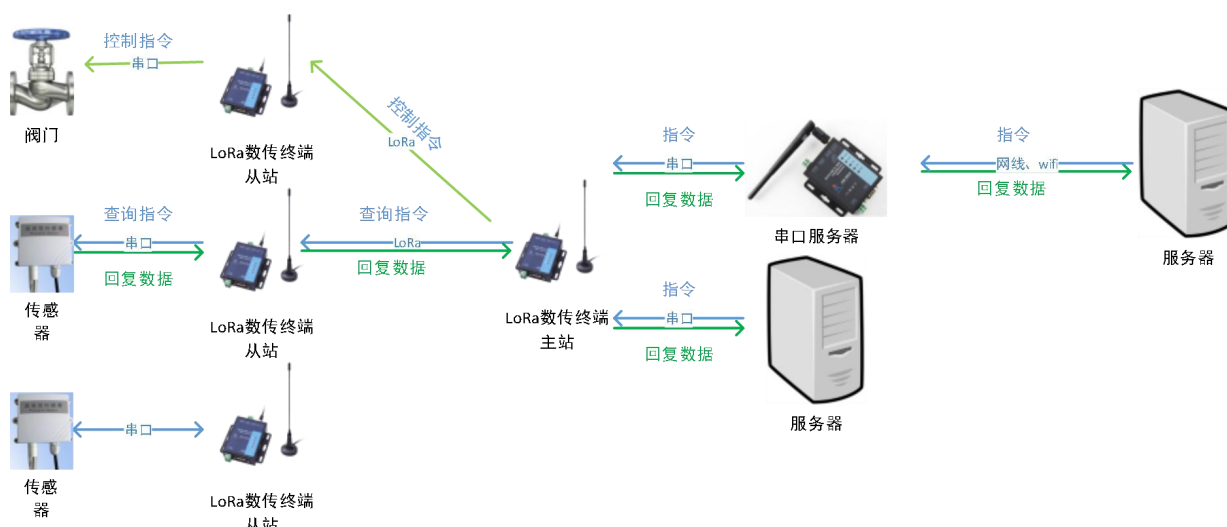 控制指令
串口
阀门
LoRa数传终端
从站
控制指令
LoRa
查询指令
串口
回复数据
传感
器
LoRa数传终端
从站
查询指令
LoRa
回复数据
LoRa数传终端
主站
指令
串口
回复数据
串口服务器
指令
网线、wifi
回复数据
服务器
指令
串口
回复数据
服务器
串口
传感
器
LoRa数传终端
从站